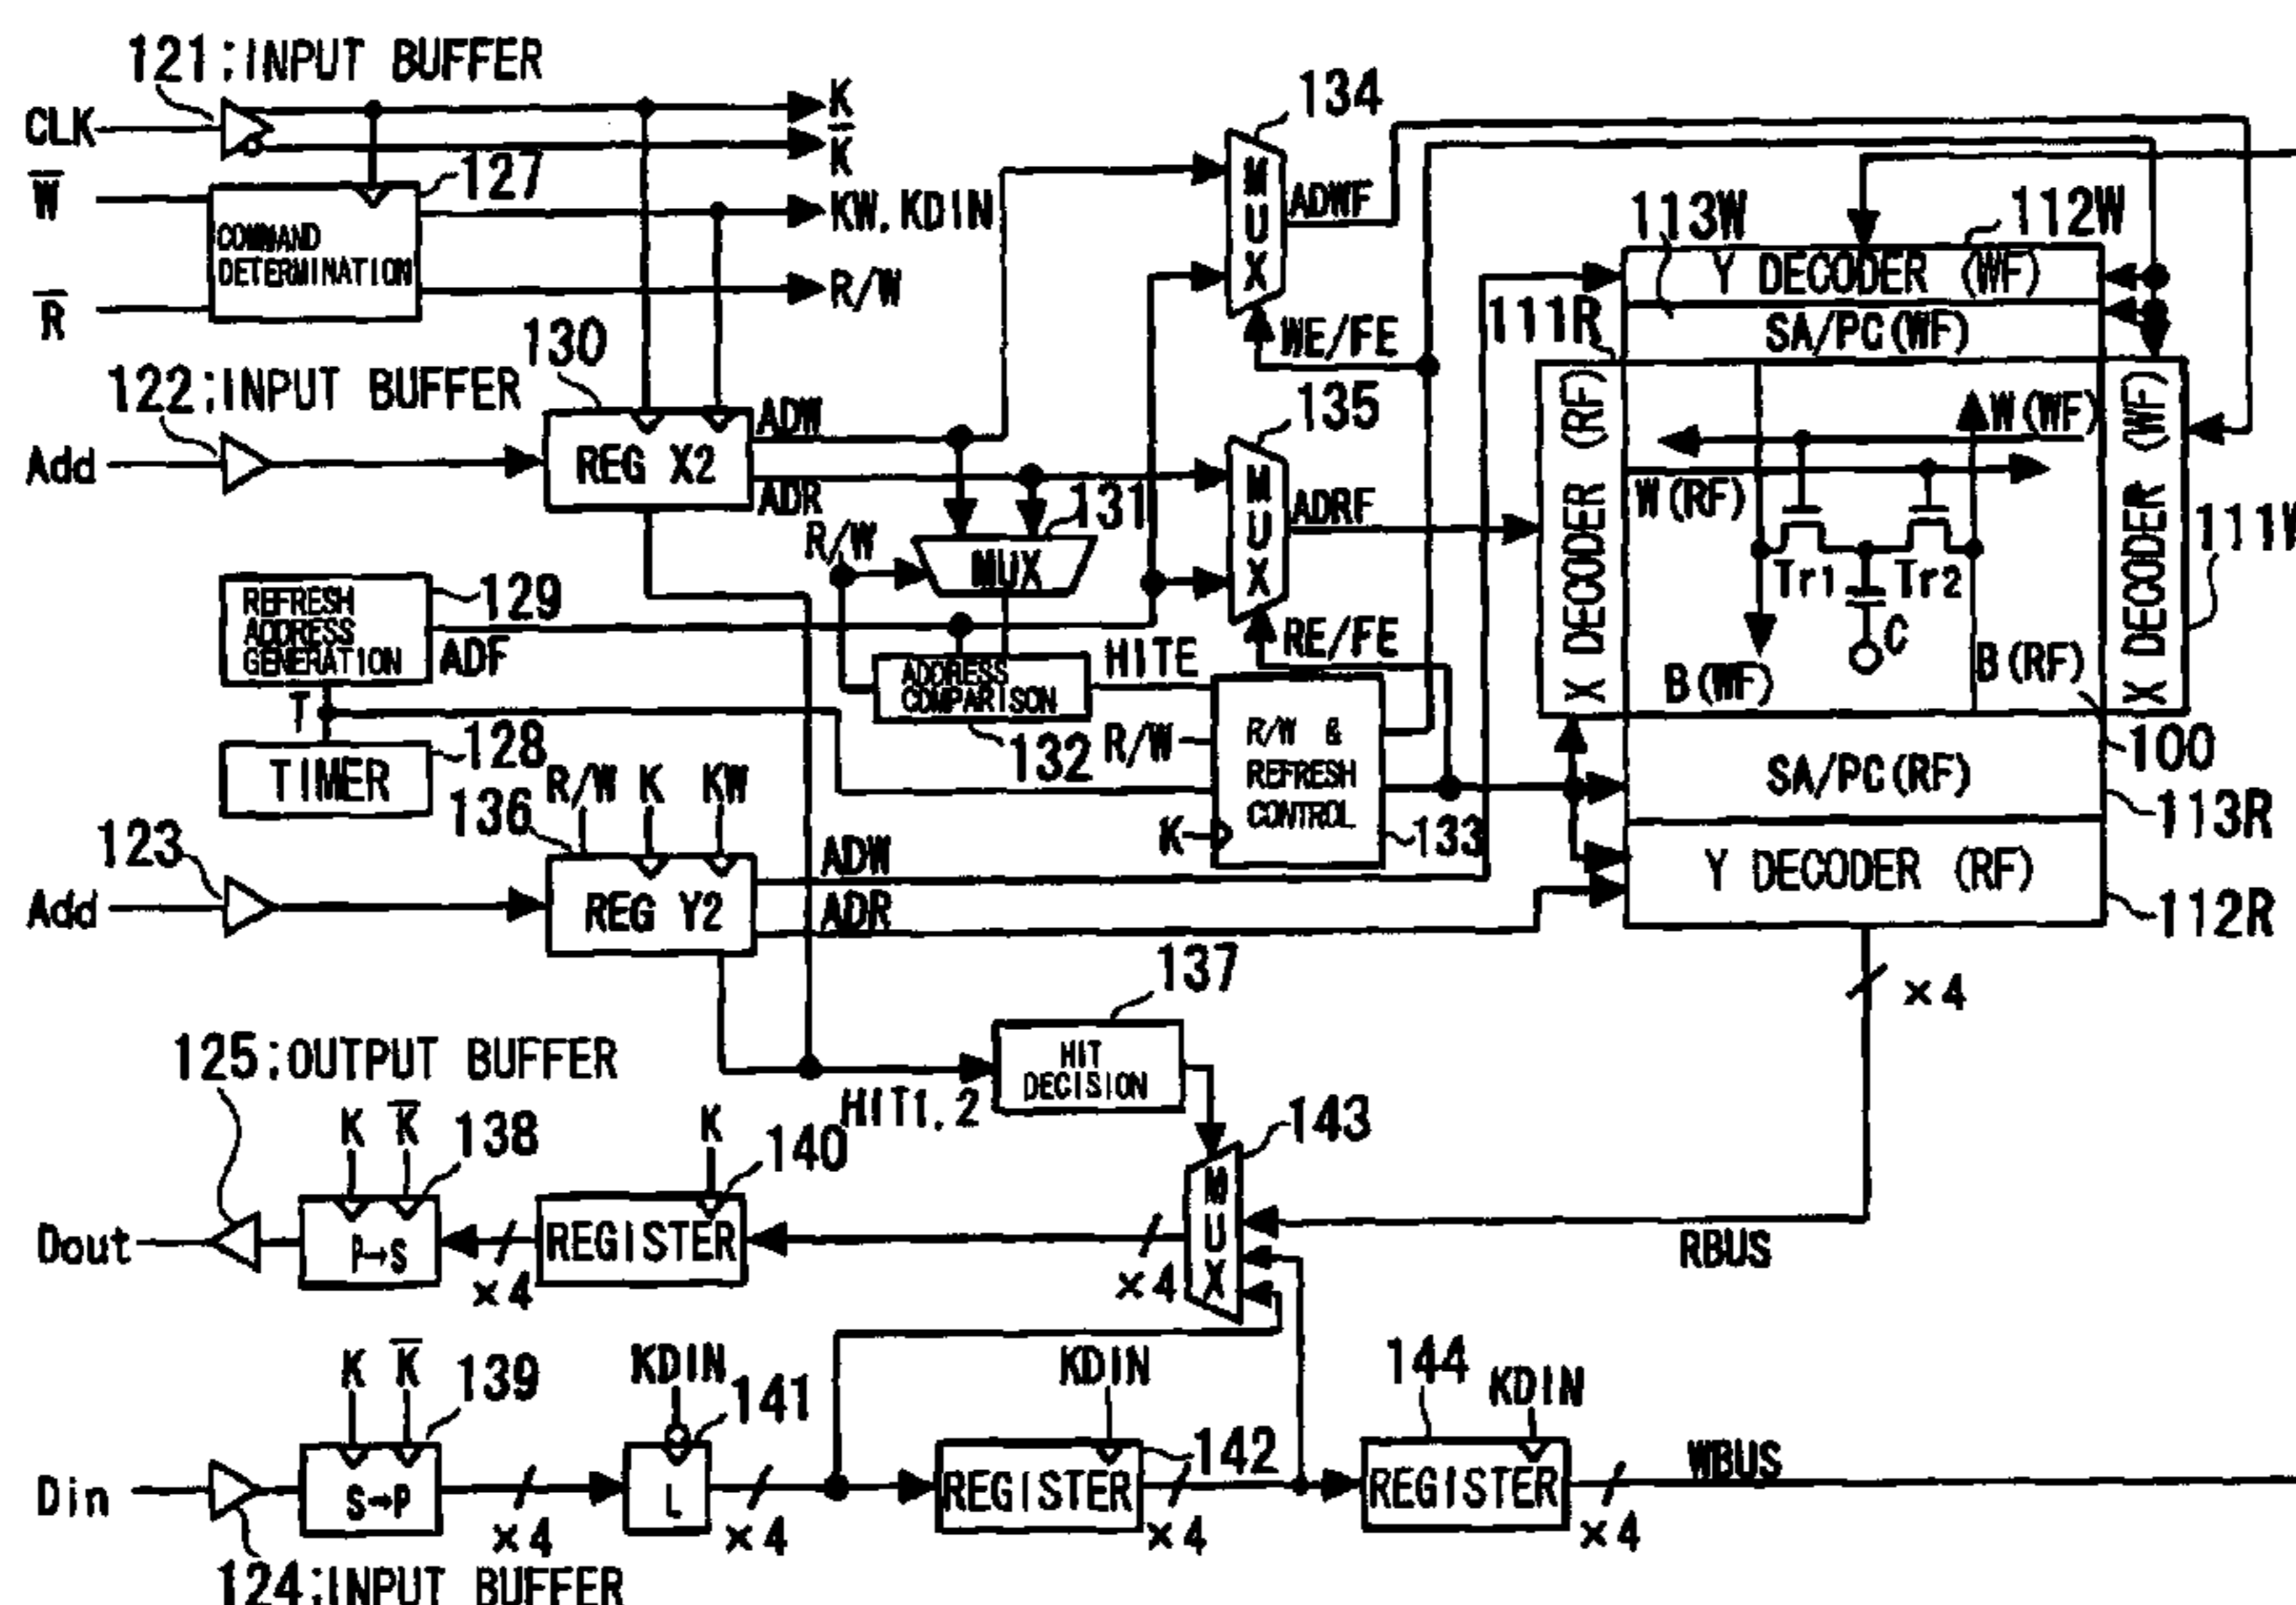 121:INPUT BUFFER
CLK
K
K̅
W̅
127
COMMAND
DETERMINATION
KW, KDIN
R/W
R̅
134
MUX
ADWF
WE/FE
113W
112W
Y DECODER (WF)
SA/PC(WF)
111R
X DECODER (RF)
X DECODER (WF)
111W
W(WF)
W(RF)
Tr1
Tr2
C
B(WF)
B(RF)
100
122:INPUT BUFFER
130
Add
REG X2
ADW
ADR
131
R/W
MUX
135
MUX
ADRF
RE/FE
129
REFRESH
ADDRESS
GENERATION
ADF
ADDRESS
COMPARISON
HITE
132
T
128
TIMER
R/W
R/W &
REFRESH
CONTROL
K
133
SA/PC(RF)
113R
Y DECODER (RF)
112R
×4
136
R/W
K
KW
123
Add
REG Y2
ADW
ADR
137
HIT
DECISION
HIT1.2
125:OUTPUT BUFFER
K
K̅
138
K
140
143
MUX
Dout
P→S
×4
REGISTER
×4
RBUS
K
K̅
139
KDIN
141
KDIN
142
144
KDIN
Din
S→P
×4
L
×4
REGISTER
×4
REGISTER
×4
WBUS
124:INPUT BUFFER